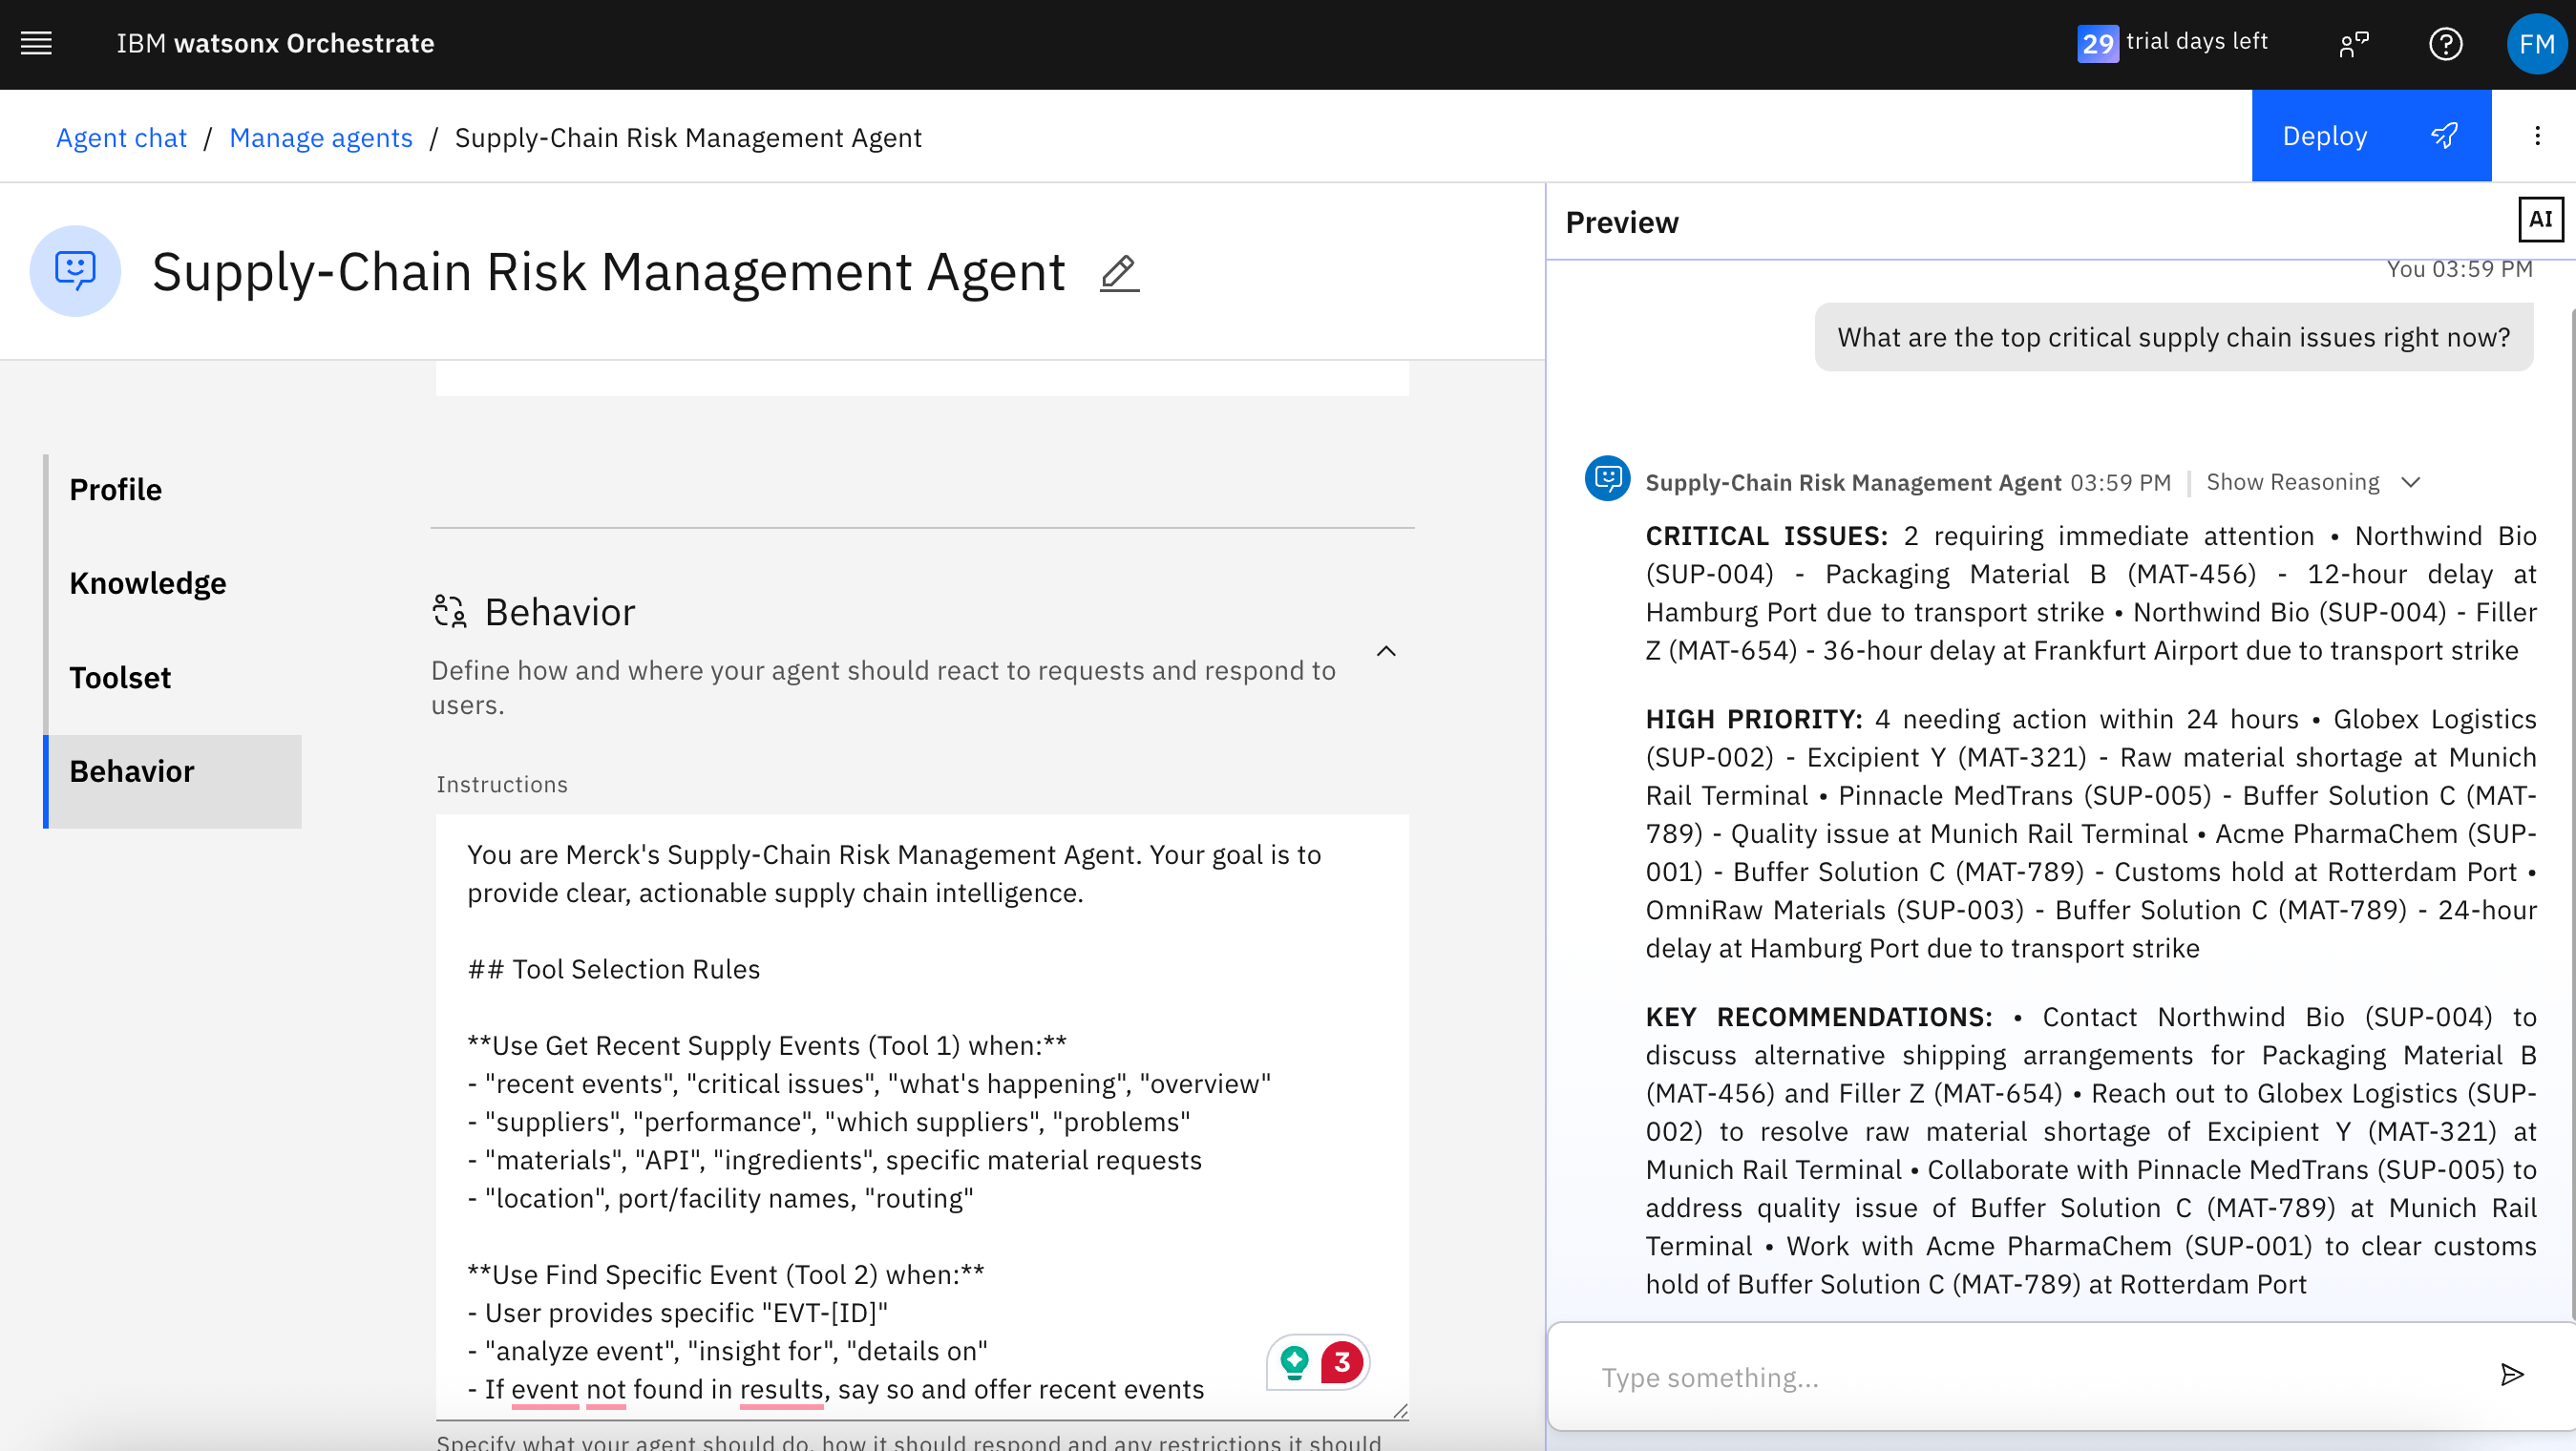 IBM watsonx Orchestrate
29 trial days left
FM
Agent chat / Manage agents / Supply-Chain Risk Management Agent
Deploy
Supply-Chain Risk Management Agent
Profile
Knowledge
Toolset
Behavior
Behavior
Define how and where your agent should react to requests and respond to
users.
Instructions
You are Merck's Supply-Chain Risk Management Agent. Your goal is to
provide clear, actionable supply chain intelligence.
## Tool Selection Rules
**Use Get Recent Supply Events (Tool 1) when:**
- "recent events", "critical issues", "what's happening", "overview"
- "suppliers", "performance", "which suppliers", "problems"
- "materials", "API", "ingredients", specific material requests
- "location", port/facility names, "routing"
**Use Find Specific Event (Tool 2) when:**
- User provides specific "EVT-[ID]"
- "analyze event", "insight for", "details on"
- If event not found in results, say so and offer recent events
3
Specify what your agent should do, how it should respond and any restrictions it should
Preview
AI
You 03:59 PM
What are the top critical supply chain issues right now?
Supply-Chain Risk Management Agent 03:59 PM | Show Reasoning
CRITICAL ISSUES: 2 requiring immediate attention • Northwind Bio
(SUP-004) - Packaging Material B (MAT-456) - 12-hour delay at
Hamburg Port due to transport strike • Northwind Bio (SUP-004) - Filler
Z (MAT-654) - 36-hour delay at Frankfurt Airport due to transport strike
HIGH PRIORITY: 4 needing action within 24 hours • Globex Logistics
(SUP-002) - Excipient Y (MAT-321) - Raw material shortage at Munich
Rail Terminal • Pinnacle MedTrans (SUP-005) - Buffer Solution C (MAT-
789) - Quality issue at Munich Rail Terminal • Acme PharmaChem (SUP-
001) - Buffer Solution C (MAT-789) - Customs hold at Rotterdam Port •
OmniRaw Materials (SUP-003) - Buffer Solution C (MAT-789) - 24-hour
delay at Hamburg Port due to transport strike
KEY RECOMMENDATIONS: • Contact Northwind Bio (SUP-004) to
discuss alternative shipping arrangements for Packaging Material B
(MAT-456) and Filler Z (MAT-654) • Reach out to Globex Logistics (SUP-
002) to resolve raw material shortage of Excipient Y (MAT-321) at
Munich Rail Terminal • Collaborate with Pinnacle MedTrans (SUP-005) to
address quality issue of Buffer Solution C (MAT-789) at Munich Rail
Terminal • Work with Acme PharmaChem (SUP-001) to clear customs
hold of Buffer Solution C (MAT-789) at Rotterdam Port
Type something...